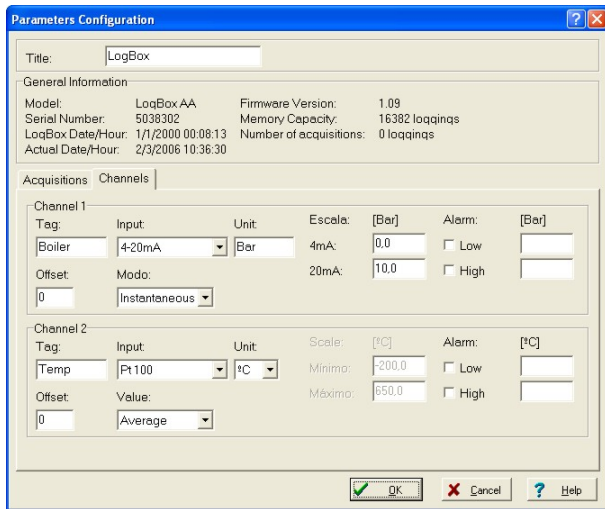 Parameters Configuration
Title: LogBox
General Information
Model: LogBox AA Firmware Version: 1.09
Serial Number: 5038302 Memory Capacity: 16382 loggings
LogBox Date/Hour: 1/1/2000 00:08:13 Number of acquisitions: 0 loggings
Actual Date/Hour: 2/3/2006 10:36:30
Acquisitions Channels
Channel 1
Tag: Input: Unit: Escala: [Bar] Alarm: [Bar]
Boiler 4-20mA Bar 4mA: 0,0 Low
Offset: Modo: 20mA: 10,0 High
0 Instantaneous
Channel 2
Tag: Input: Unit: Scale: [ºC] Alarm: [ºC]
Temp Pt100 ºC Mínimo: -200,0 Low
Offset: Value: Máximo: 650,0 High
0 Average
OK Cancel ? Help